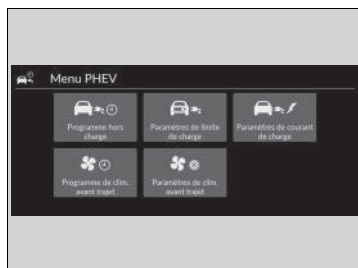 Menu PHEV
Programme hors
charge
Paramètres de limite
de charge
Paramètres de courant
de charge
Programme de clim.
avant trajet
Paramètres de clim.
avant trajet